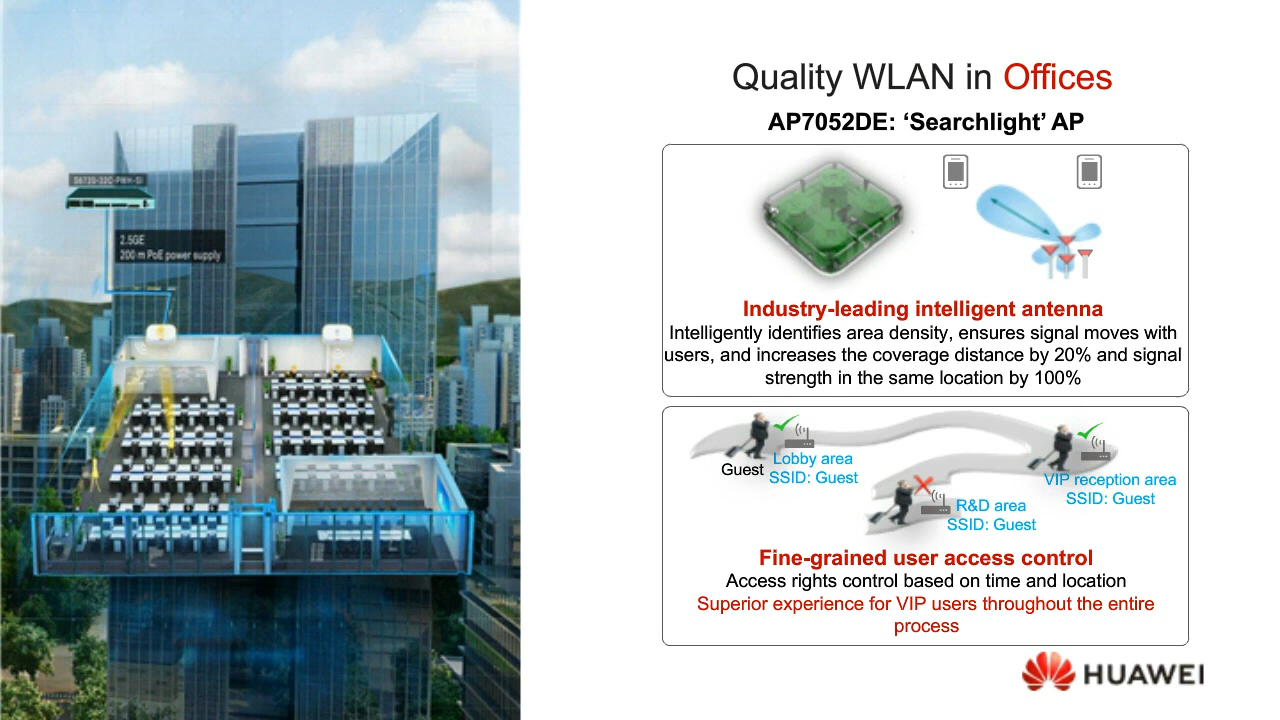 Quality WLAN in Offices
AP7052DE: ‘Searchlight’ AP
S6720-32C-PWH-SI
2.5GE
200 m PoE power supply
Industry-leading intelligent antenna
Intelligently identifies area density, ensures signal moves with
users, and increases the coverage distance by 20% and signal
strength in the same location by 100%
Guest
Lobby area
SSID: Guest
VIP reception area
SSID: Guest
R&D area
SSID: Guest
Fine-grained user access control
Access rights control based on time and location
Superior experience for VIP users throughout the entire
process
HUAWEI